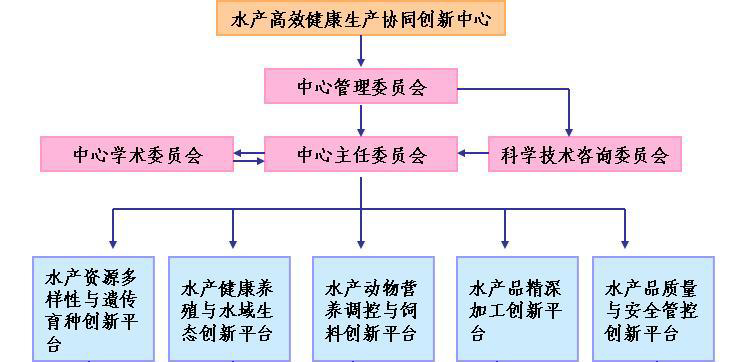 水产高效健康生产协同创新中心
中心管理委员会
中心学术委员会
中心主任委员会
科学技术咨询委员会
水产资源多
样性与遗传
育种创新平
台
水产健康养
殖与水域生
态创新平台
水产动物营
养调控与饲
料创新平台
水产品精深
加工创新平
台
水产品质量
与安全管控
创新平台